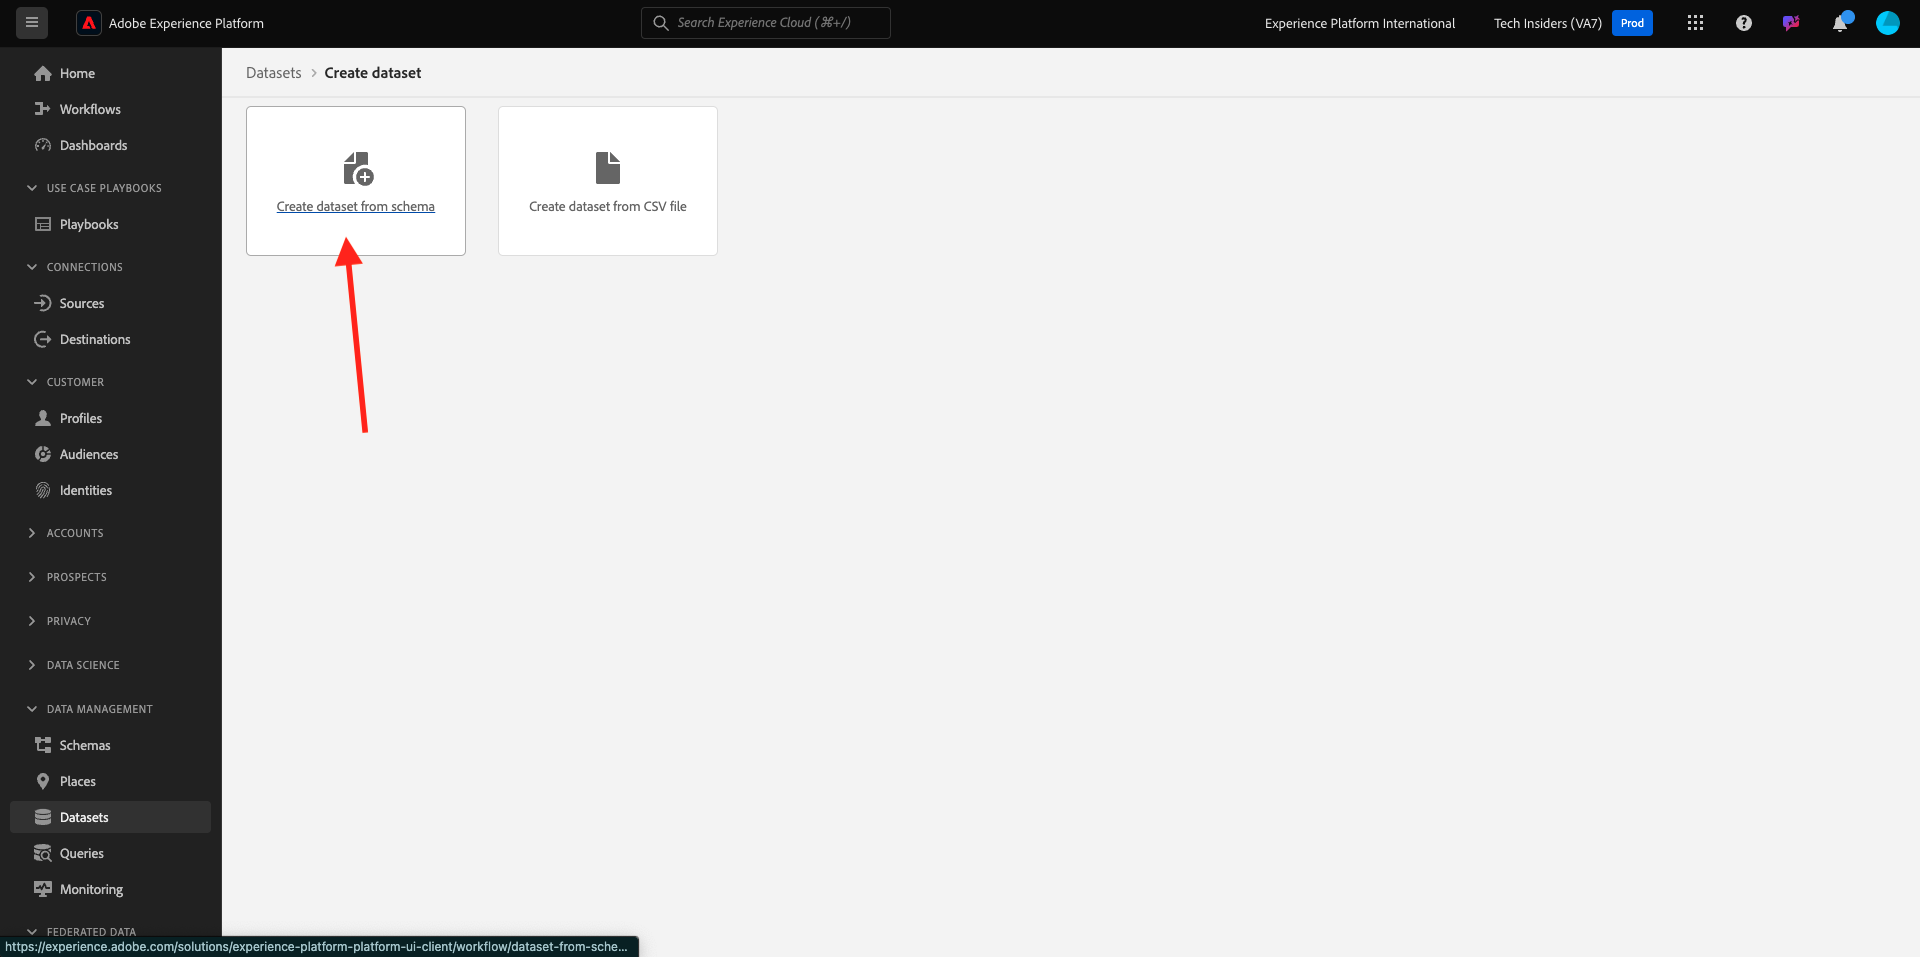 Adobe Experience Platform
Search Experience Cloud (⌘+/)
Experience Platform International
Tech Insiders (VA7)
Prod
Home
Workflows
Dashboards
USE CASE PLAYBOOKS
Playbooks
CONNECTIONS
Sources
Destinations
CUSTOMER
Profiles
Audiences
Identities
ACCOUNTS
PROSPECTS
PRIVACY
DATA SCIENCE
DATA MANAGEMENT
Schemas
Places
Datasets
Queries
Monitoring
FEDERATED DATA
Datasets > Create dataset
Create dataset from schema
Create dataset from CSV file
https://experience.adobe.com/solutions/experience-platform-platform-ui-client/workflow/dataset-from-sche...